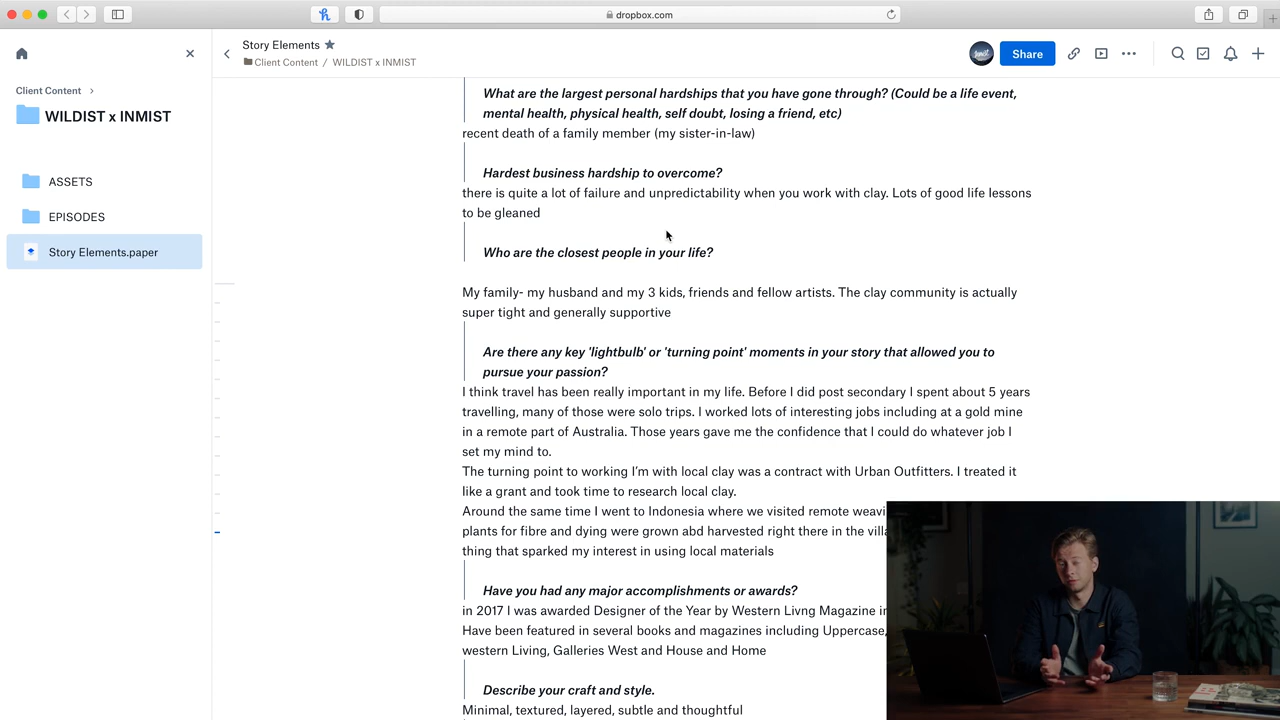 dropbox.com
Story Elements
Client Content / WILDIST x INMIST
Share
Client Content
WILDIST x INMIST
ASSETS
EPISODES
Story Elements.paper
What are the largest personal hardships that you have gone through? (Could be a life event,
mental health, physical health, self doubt, losing a friend, etc)
recent death of a family member (my sister-in-law)
Hardest business hardship to overcome?
there is quite a lot of failure and unpredictability when you work with clay. Lots of good life lessons
to be gleaned
Who are the closest people in your life?
My family- my husband and my 3 kids, friends and fellow artists. The clay community is actually
super tight and generally supportive
Are there any key 'lightbulb' or 'turning point' moments in your story that allowed you to
pursue your passion?
I think travel has been really important in my life. Before I did post secondary I spent about 5 years
travelling, many of those were solo trips. I worked lots of interesting jobs including at a gold mine
in a remote part of Australia. Those years gave me the confidence that I could do whatever job I
set my mind to.
The turning point to working I'm with local clay was a contract with Urban Outfitters. I treated it
like a grant and took time to research local clay.
Around the same time I went to Indonesia where we visited remote weavi
plants for fibre and dying were grown abd harvested right there in the villa
thing that sparked my interest in using local materials
Have you had any major accomplishments or awards?
in 2017 I was awarded Designer of the Year by Western Livng Magazine in
Have been featured in several books and magazines including Uppercase,
western Living, Galleries West and House and Home
Describe your craft and style.
Minimal, textured, layered, subtle and thoughtful